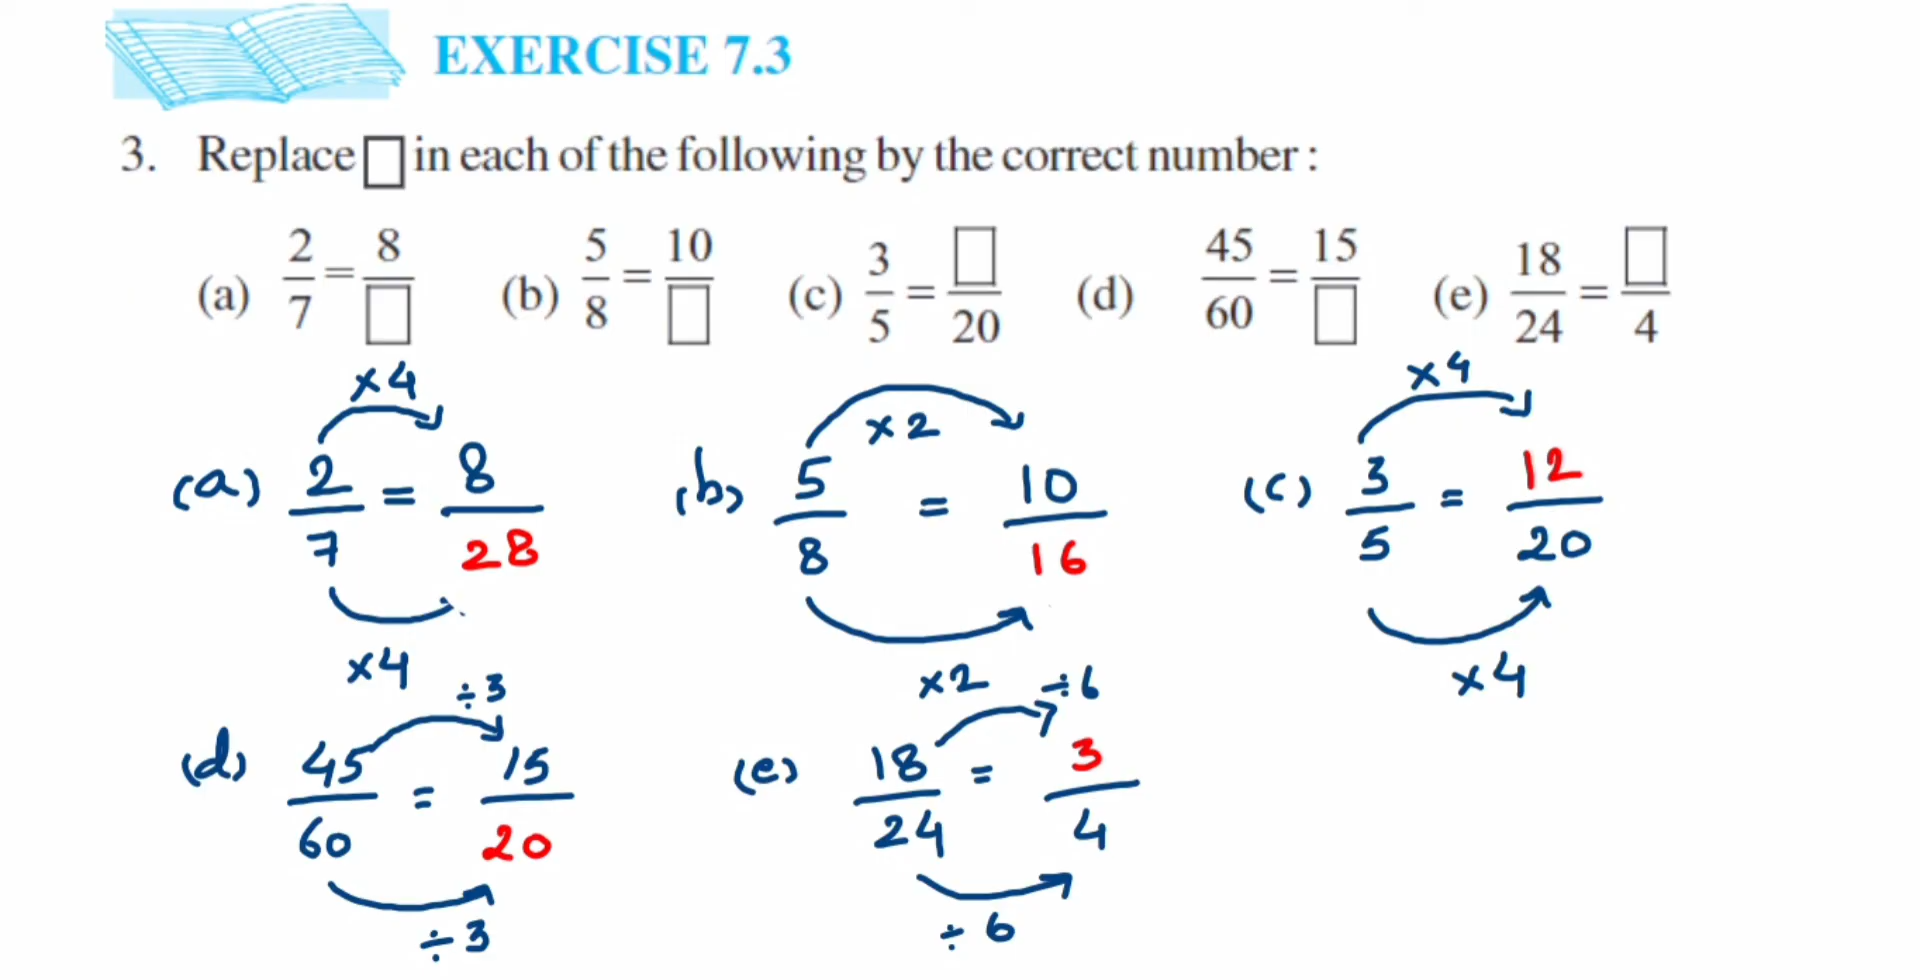 EXERCISE 7.3
3. Replace □ in each of the following by the correct number :
(a) 2/7 = 8/□ (b) 5/8 = 10/□ (c) 3/5 = □/20 (d) 45/60 = 15/□ (e) 18/24 = □/4
×4 ×2 ×4
(a) 2/7 = 8/28 (b) 5/8 = 10/16 (c) 3/5 = 12/20
×4 ×2 ×4
÷3 ÷6
(d) 45/60 = 15/20 (e) 18/24 = 3/4
÷3 ÷6